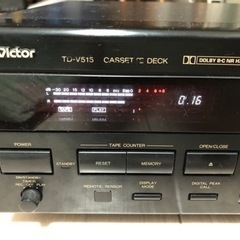 Victor
TD-V515 CASSETTE DECK
DOLBY B-C NR
0.16
POWER
TAPE COUNTER
OPEN/CLOSE
STANDBY
RESET
MEMORY
REMOTE SENSOR
DISPLAY MODE
DIGITAL PEAK CALL